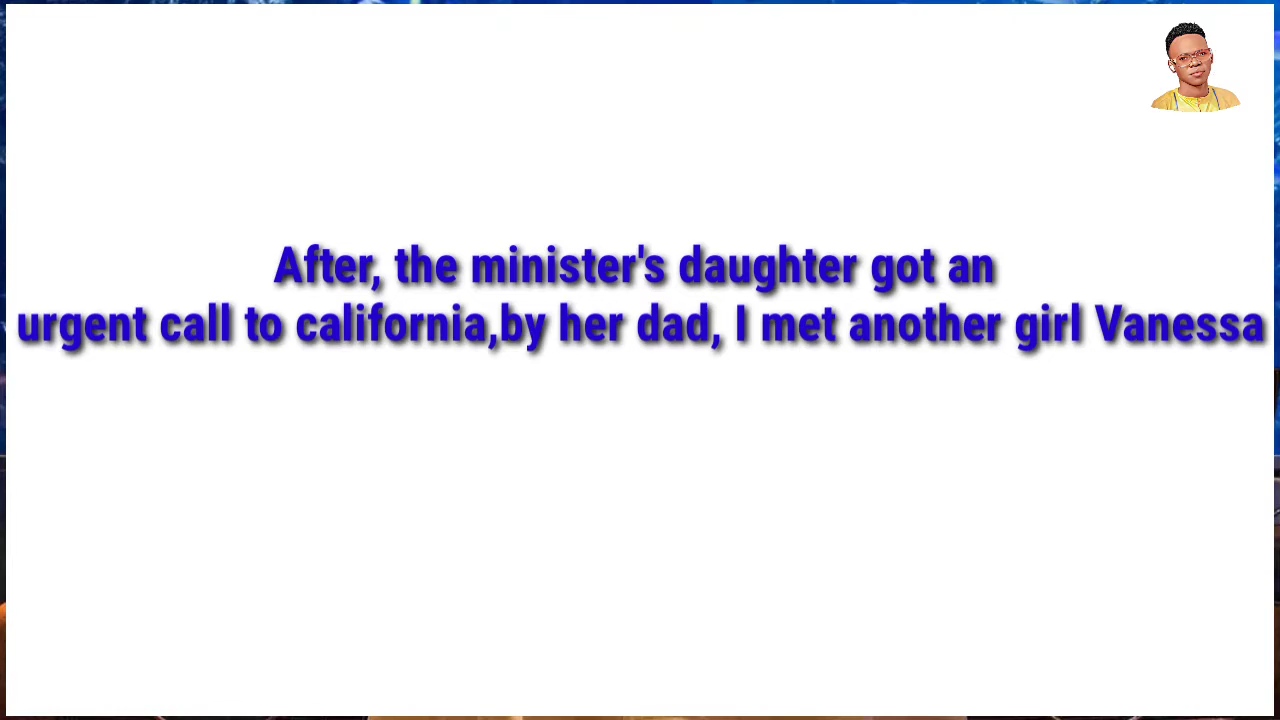 After, the minister's daughter got an
urgent call to california,by her dad, I met another girl Vanessa